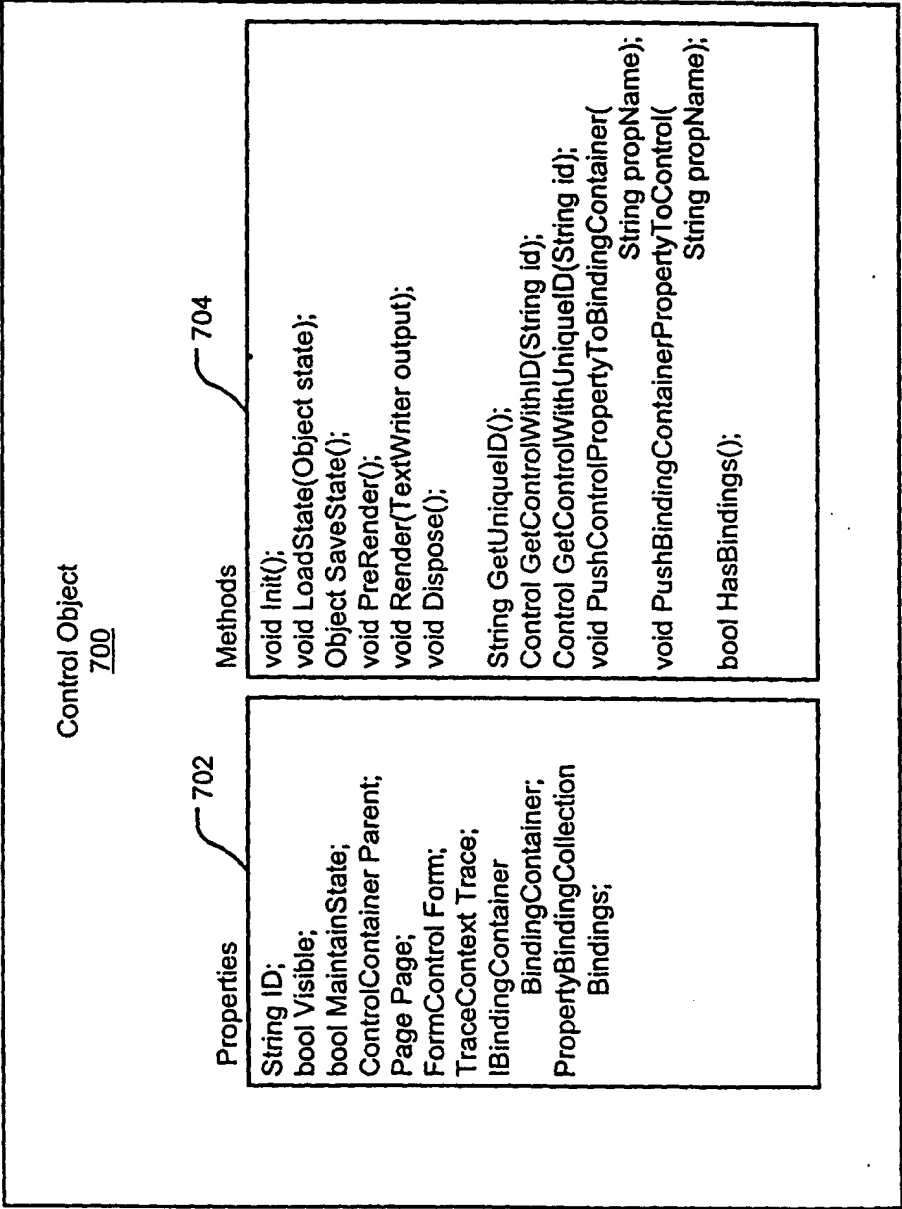 Control Object
700
702
704
Properties
String ID;
bool Visible;
bool MaintainState;
ControlContainer Parent;
Page Page;
FormControl Form;
TraceContext Trace;
IBindingContainer
BindingContainer;
PropertyBindingCollection
Bindings;
Methods
void Init();
void LoadState(Object state);
Object SaveState();
void PreRender();
void Render(TextWriter output);
void Dispose();
String GetUniqueID();
Control GetControlWithID(String id);
Control GetControlWithUniqueID(String id);
void PushControlPropertyToBindingContainer(
String propName);
void PushBindingContainerPropertyToControl(
String propName);
bool HasBindings();